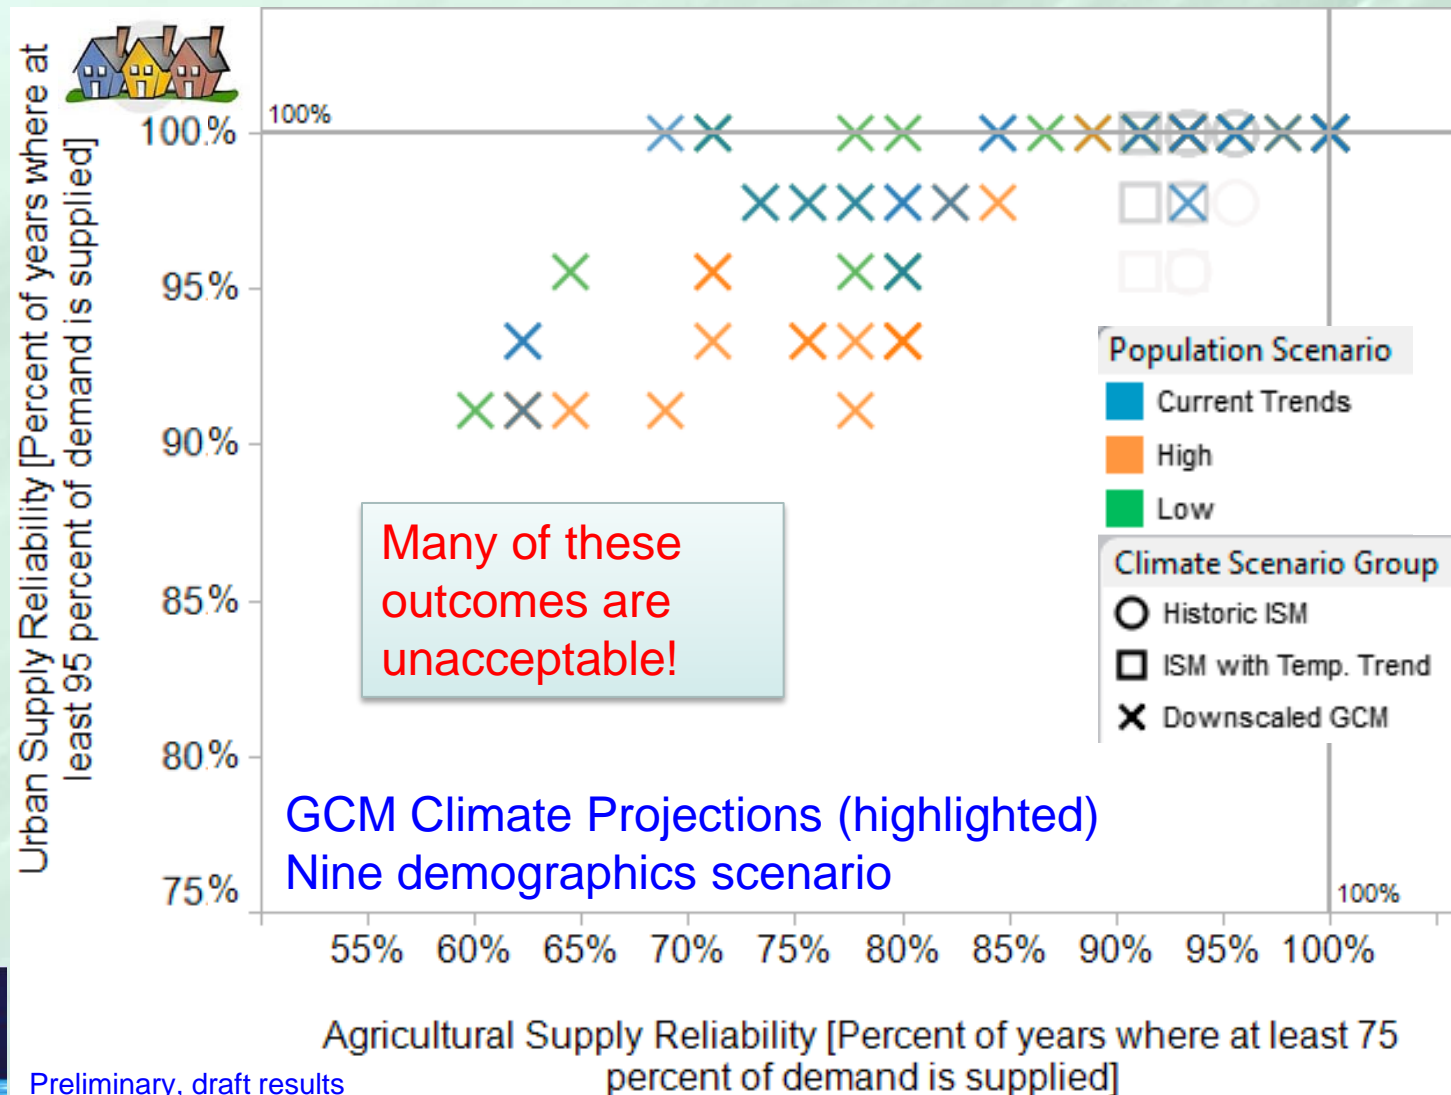 Urban Supply Reliability [Percent of years where at
least 95 percent of demand is supplied]
100%
100%
95%
90%
85%
80%
75%
Population Scenario
Current Trends
High
Low
Climate Scenario Group
Historic ISM
ISM with Temp. Trend
Downscaled GCM
Many of these
outcomes are
unacceptable!
GCM Climate Projections (highlighted)
Nine demographics scenario
100%
55% 60% 65% 70% 75% 80% 85% 90% 95% 100%
Agricultural Supply Reliability [Percent of years where at least 75
percent of demand is supplied]
Preliminary, draft results